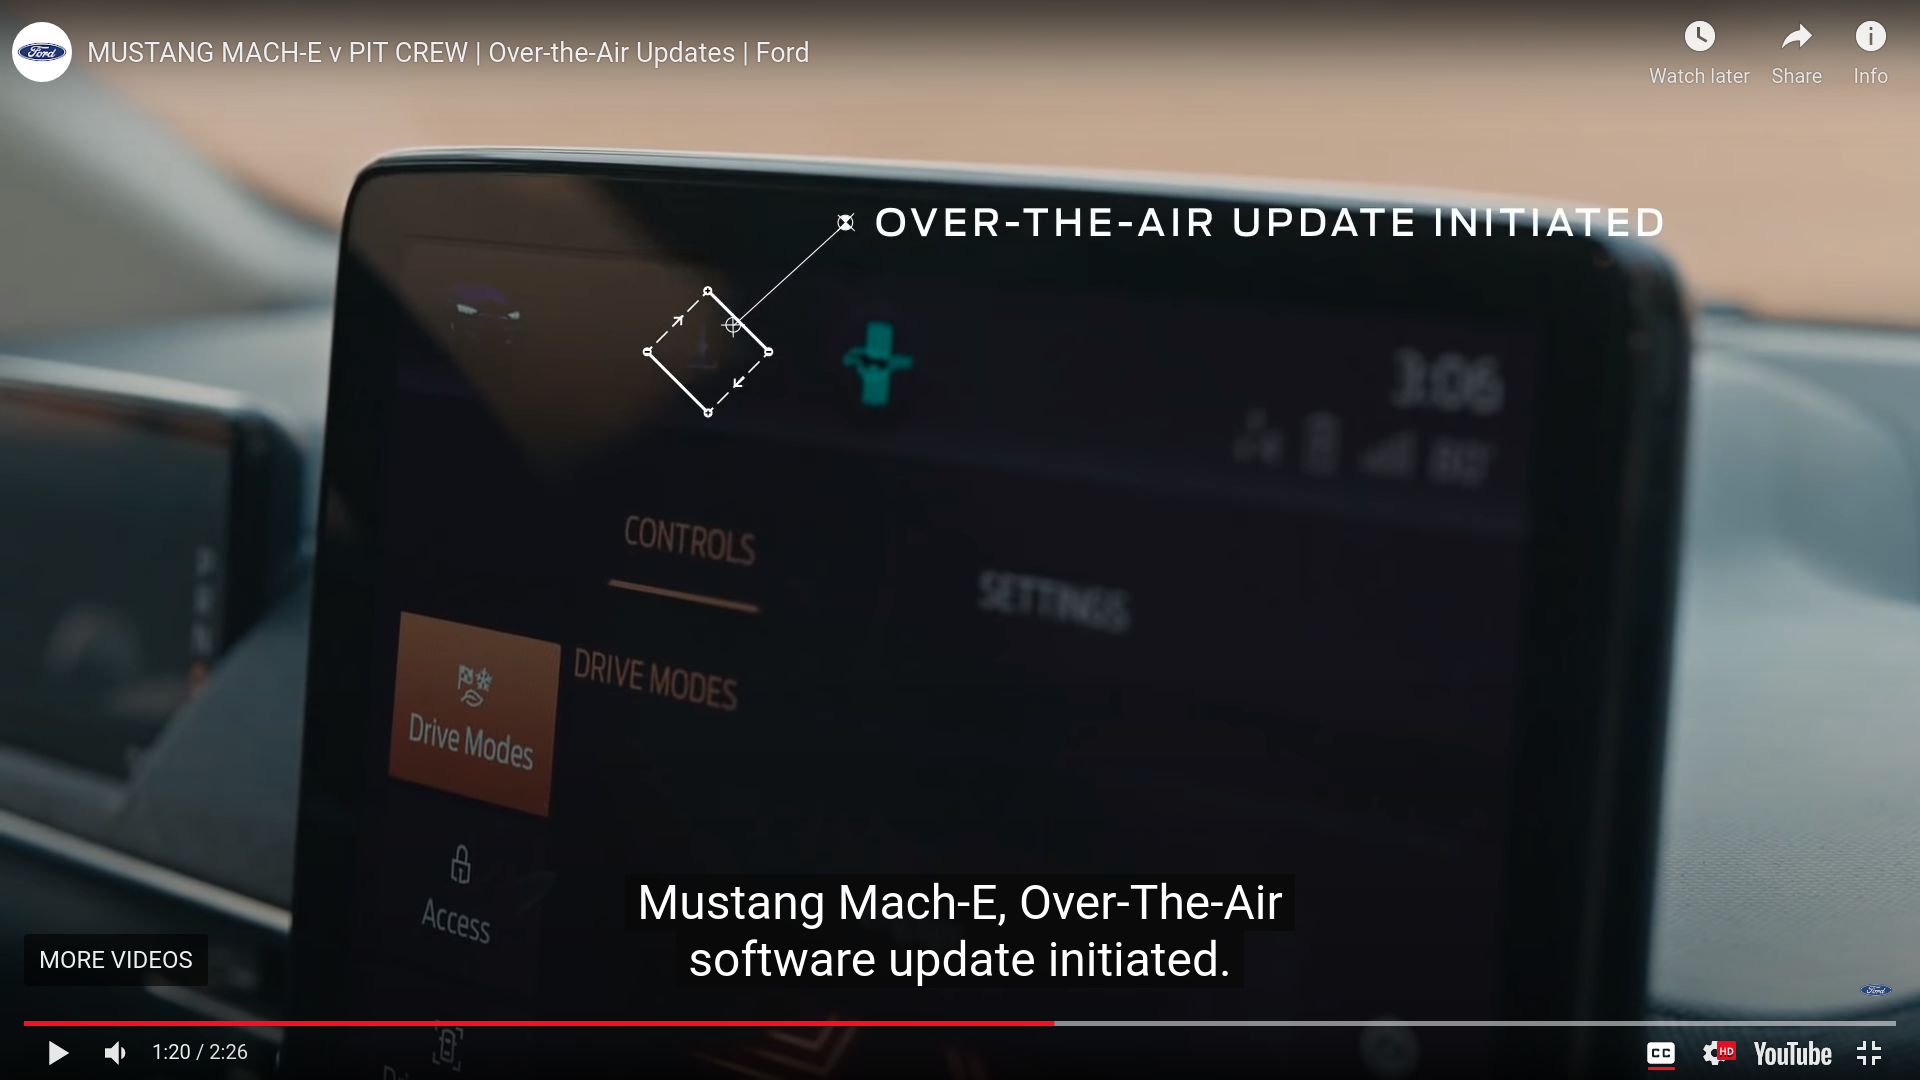 Ford
MUSTANG MACH-E v PIT CREW | Over-the-Air Updates | Ford
Watch later
Share
Info
OVER-THE-AIR UPDATE INITIATED
3:06
CONTROLS
SETTINGS
DRIVE MODES
Drive Modes
Access
Mustang Mach-E, Over-The-Air
software update initiated.
MORE VIDEOS
Ford
1:20 / 2:26
CC
HD
YouTube